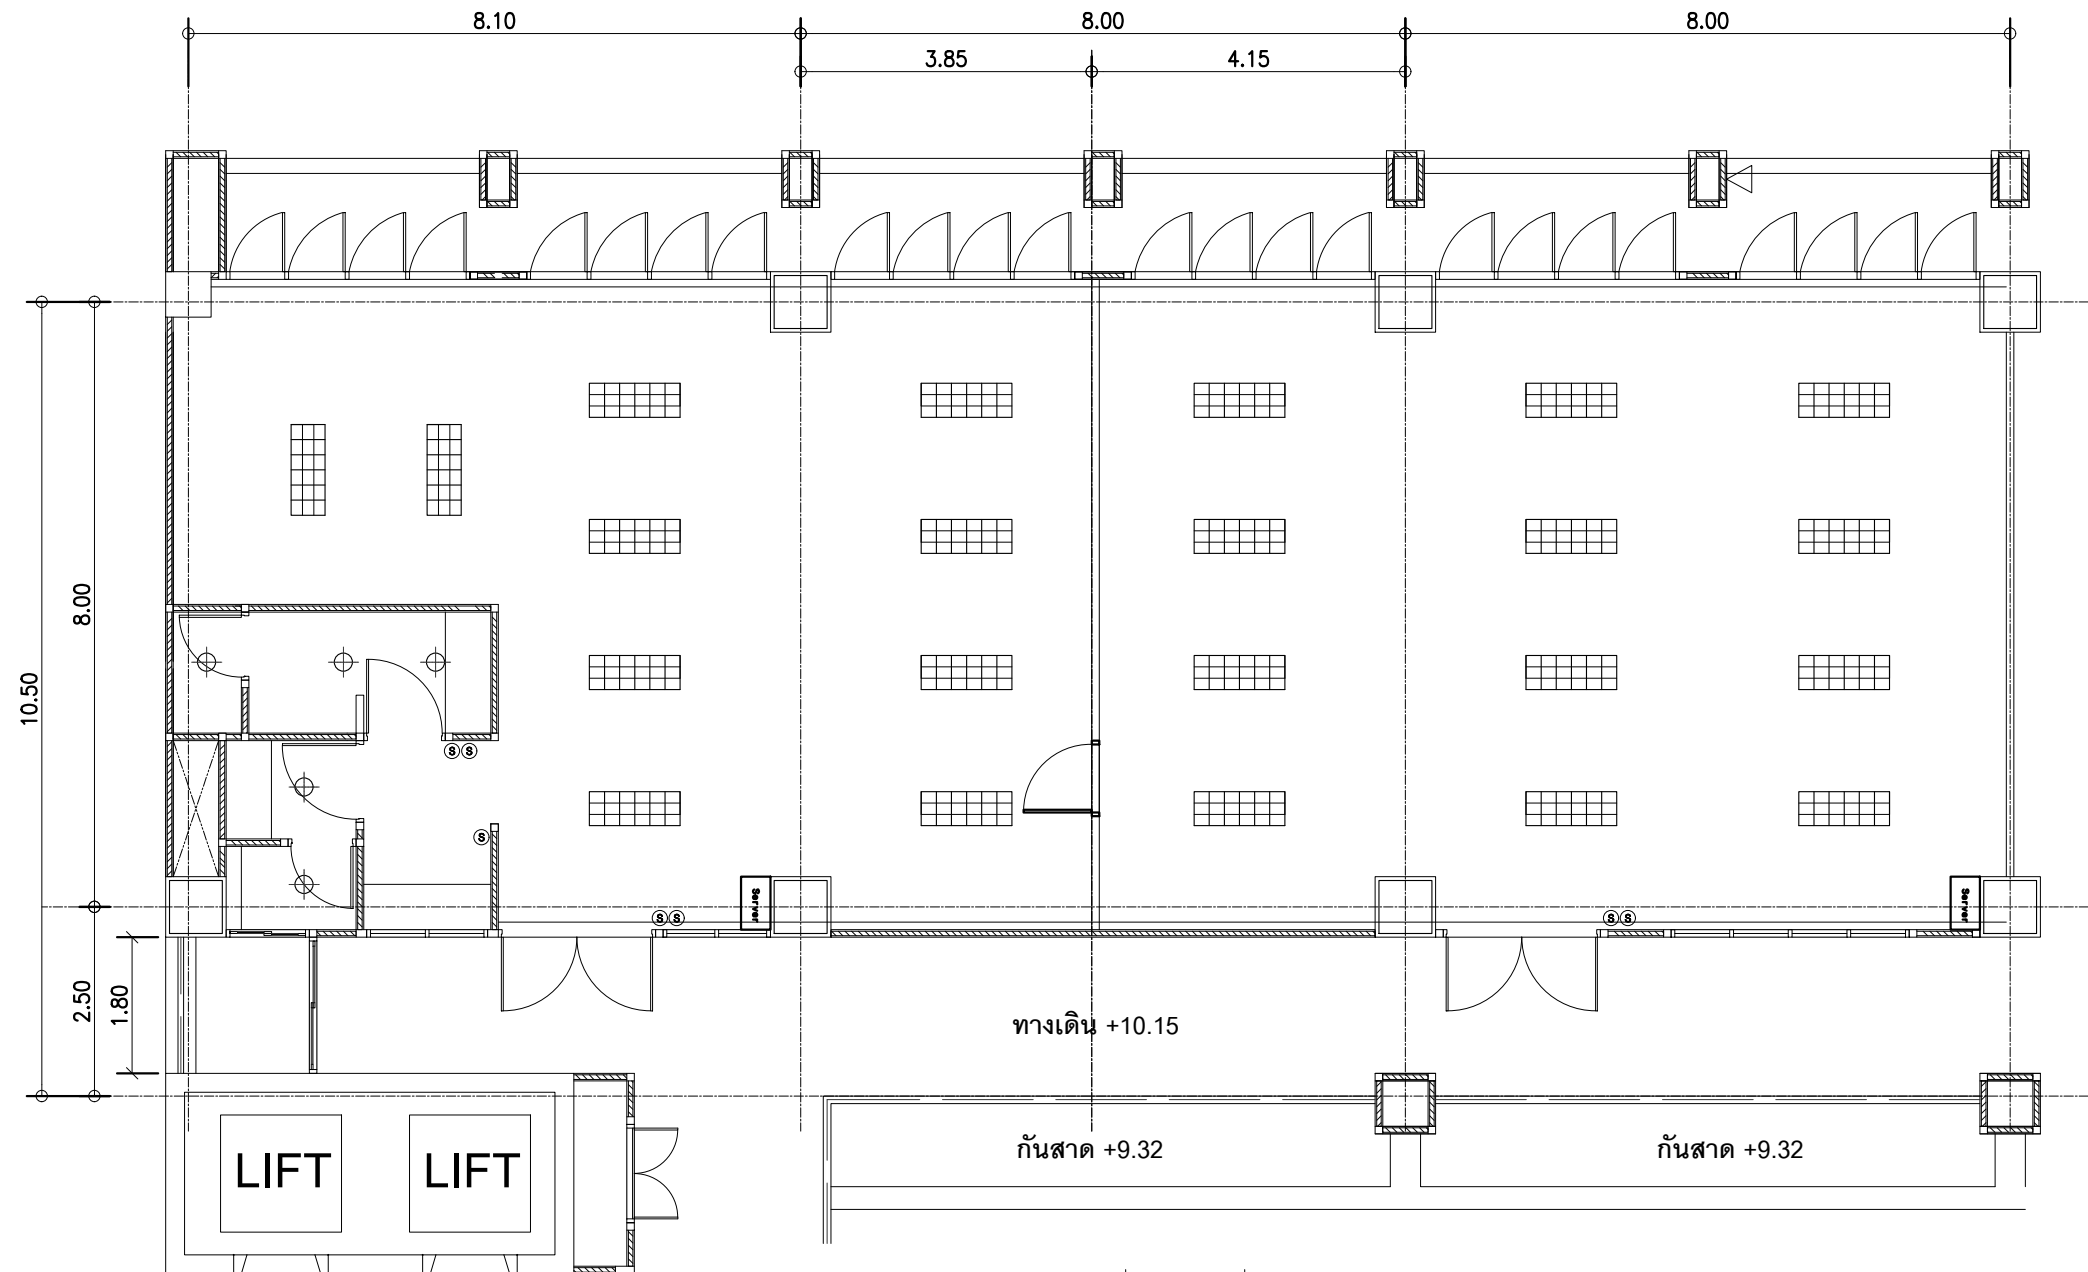 8.10
8.00
8.00
3.85
4.15
8.00
10.50
S S
S
Server
Server
S S
S S
2.50
1.80
ทางเดิน +10.15
กันสาด +9.32
กันสาด +9.32
LIFT
LIFT